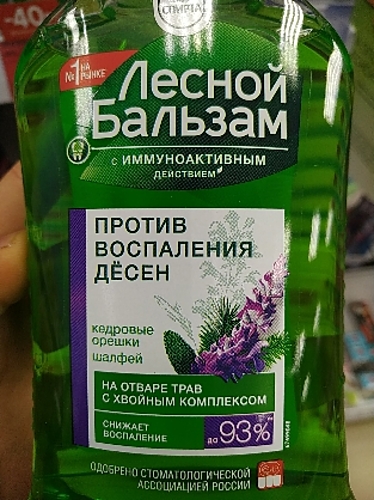 -40
СПИРТА
№1 НА
РЫНКЕ
Лесной
Бальзам
с ИММУНОАКТИВНЫМ
ДЕЙСТВИЕМ
ПРОТИВ
ВОСПАЛЕНИЯ
ДЁСЕН
кедровые
орешки
шалфей
НА ОТВАРЕ ТРАВ
С ХВОЙНЫМ КОМПЛЕКСОМ
СНИЖАЕТ
ВОСПАЛЕНИЕ
до 93%
ОДОБРЕНО СТОМАТОЛОГИЧЕСКОЙ
АССОЦИАЦИЕЙ РОССИИ